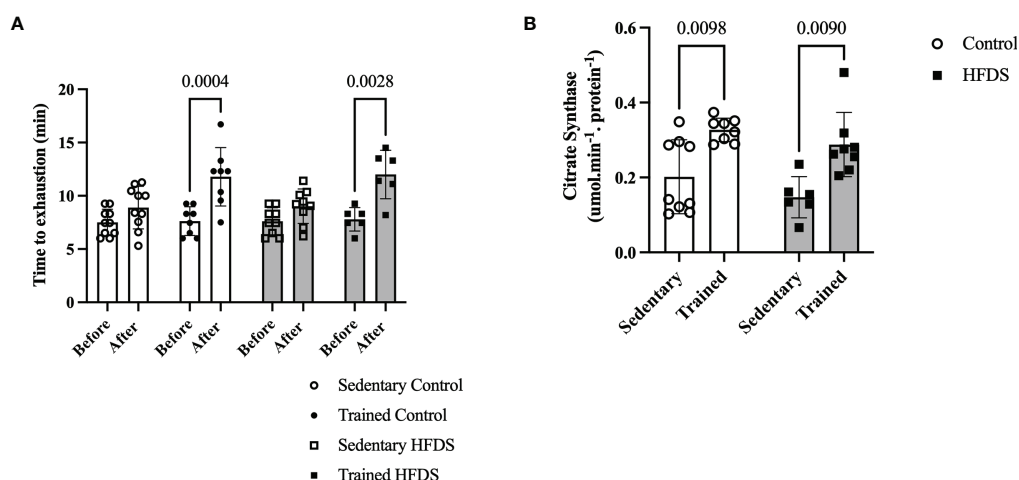 A
Time to exhaustion (min)
20
15
10
5
0
0.0004
0.0028
Before
After
Before
After
Before
After
Before
After
Sedentary Control
Trained Control
Sedentary HFDS
Trained HFDS
B
Citrate Synthase
(umol.min⁻¹. protein⁻¹)
0.6
0.4
0.2
0.0
0.0098
0.0090
Sedentary
Trained
Sedentary
Trained
Control
HFDS